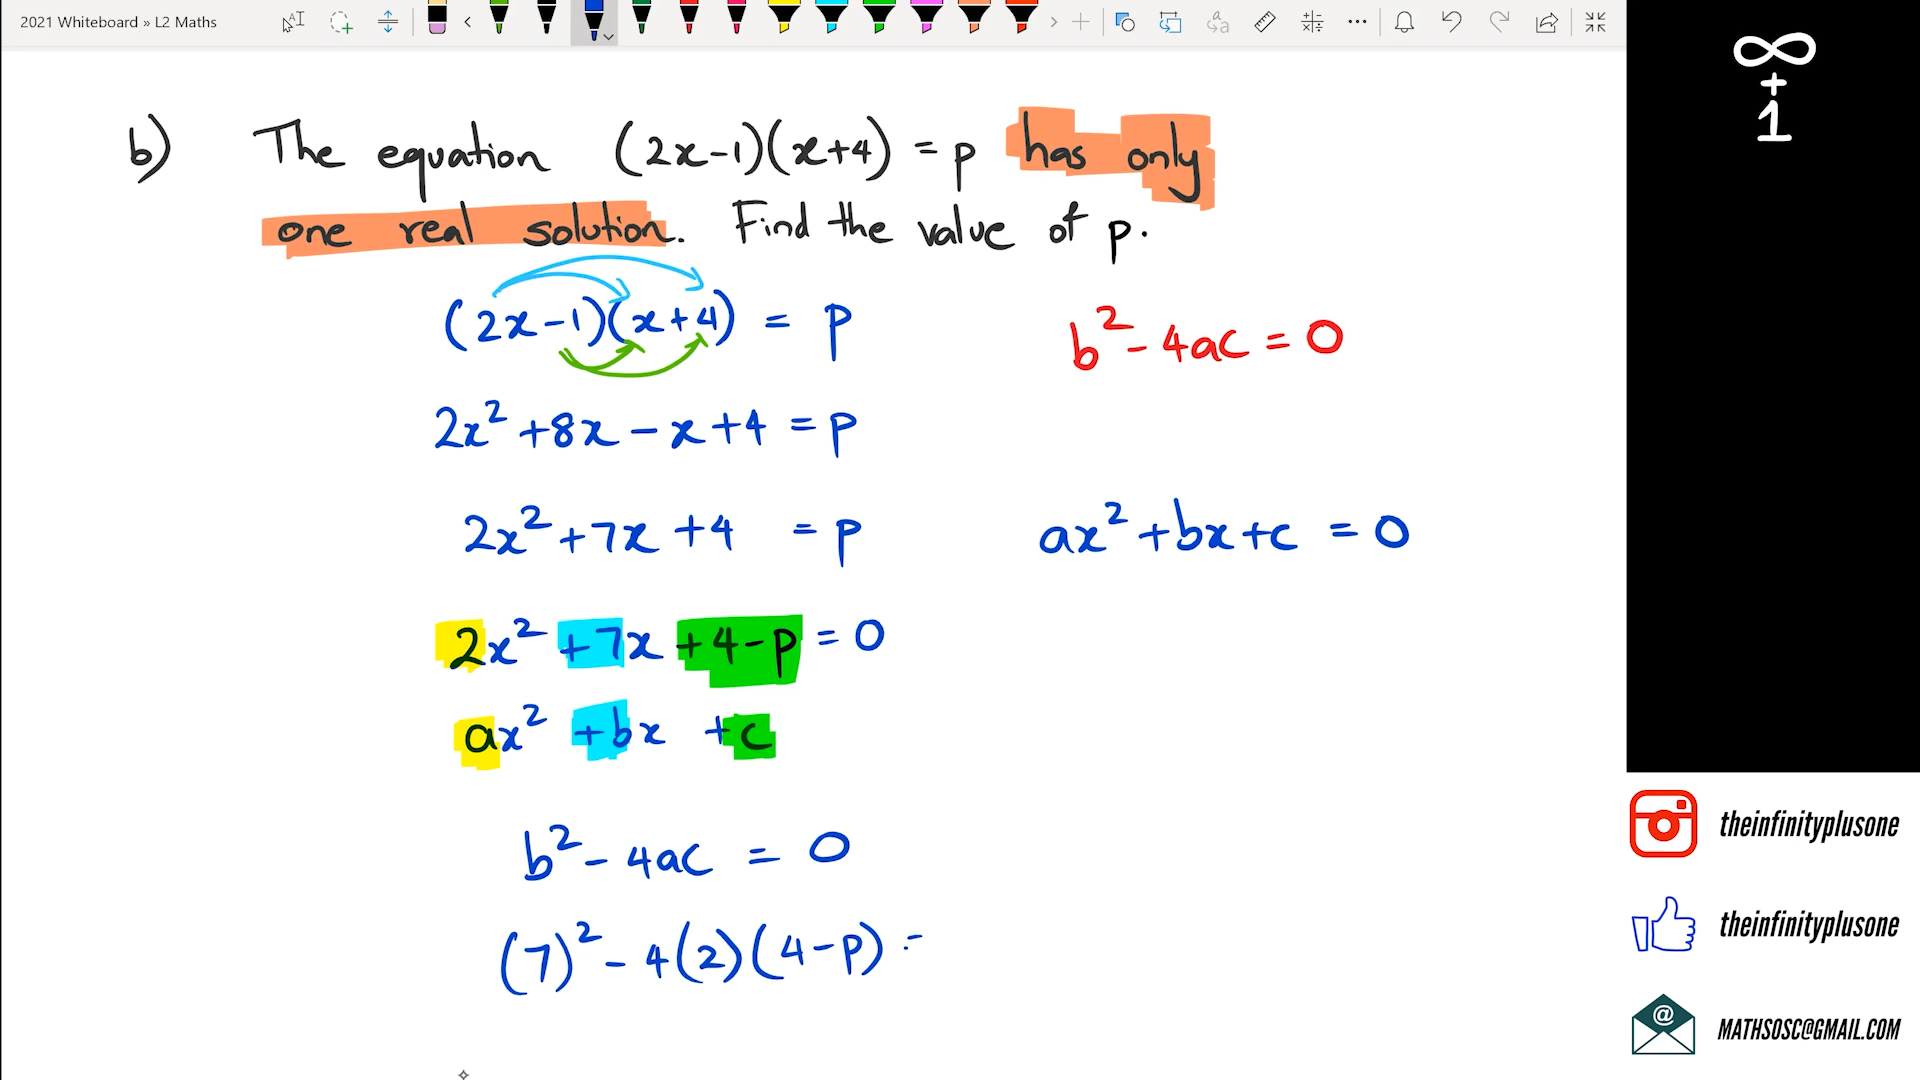 2021 Whiteboard » L2 Maths
∞
+
1
b) The equation (2x-1)(x+4) = p has only
one real solution. Find the value of p.
(2x-1)(x+4) = p
b² - 4ac = 0
2x² +8x - x +4 = p
2x² +7x +4 = p
ax² +bx +c = 0
2x² +7x +4-p = 0
ax² +bx +c
b² - 4ac = 0
(7)² - 4(2)(4-p) =
theinfinityplusone
theinfinityplusone
@
MATHSOSC@GMAIL.COM